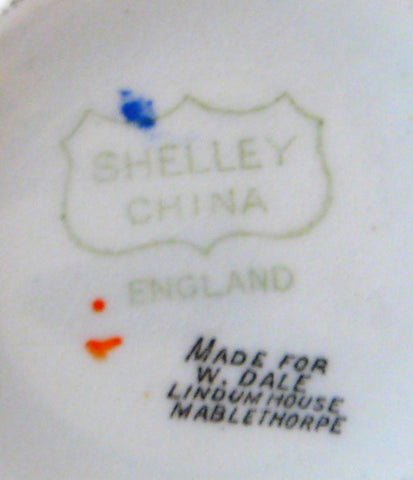 SHELLEY
CHINA
ENGLAND
MADE FOR
W. DALE
LINDUM HOUSE
MABLETHORPE